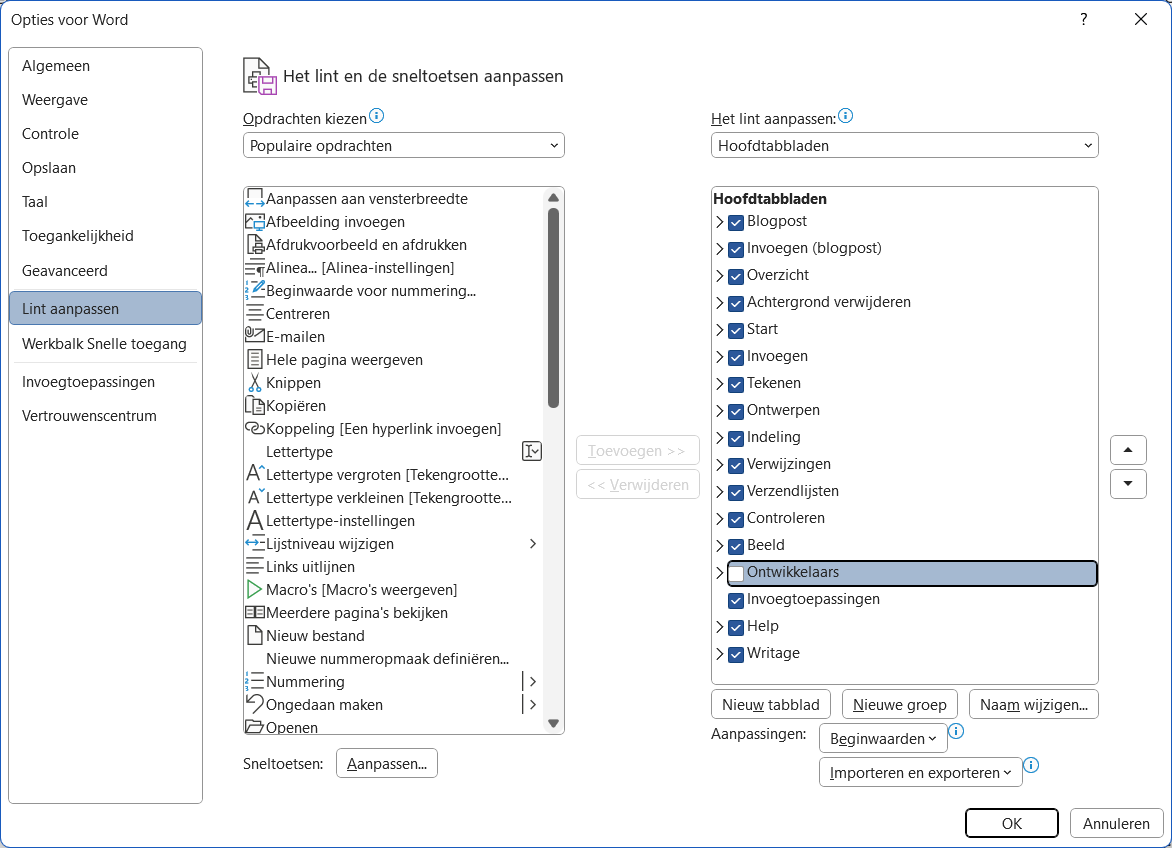 Opties voor Word
?
Algemeen
Weergave
Controle
Opslaan
Taal
Toegankelijkheid
Geavanceerd
Lint aanpassen
Werkbalk Snelle toegang
Invoegtoepassingen
Vertrouwenscentrum
Het lint en de sneltoetsen aanpassen
Opdrachten kiezen
Populaire opdrachten
Aanpassen aan vensterbreedte
Afbeelding invoegen
Afdrukvoorbeeld en afdrukken
Alinea... [Alinea-instellingen]
Beginwaarde voor nummering...
Centreren
E-mailen
Hele pagina weergeven
Knippen
Kopiëren
Koppeling [Een hyperlink invoegen]
Lettertype
Lettertype vergroten [Tekengrootte...
Lettertype verkleinen [Tekengrootte...
Lettertype-instellingen
Lijstniveau wijzigen
Links uitlijnen
Macro's [Macro's weergeven]
Meerdere pagina's bekijken
Nieuw bestand
Nieuwe nummeropmaak definiëren...
Nummering
Ongedaan maken
Openen
Sneltoetsen:
Aanpassen...
Toevoegen >>
<< Verwijderen
Het lint aanpassen:
Hoofdtabbladen
Hoofdtabbladen
Blogpost
Invoegen (blogpost)
Overzicht
Achtergrond verwijderen
Start
Invoegen
Tekenen
Ontwerpen
Indeling
Verwijzingen
Verzendlijsten
Controleren
Beeld
Ontwikkelaars
Invoegtoepassingen
Help
Writage
Nieuw tabblad
Nieuwe groep
Naam wijzigen...
Aanpassingen:
Beginwaarden
Importeren en exporteren
OK
Annuleren